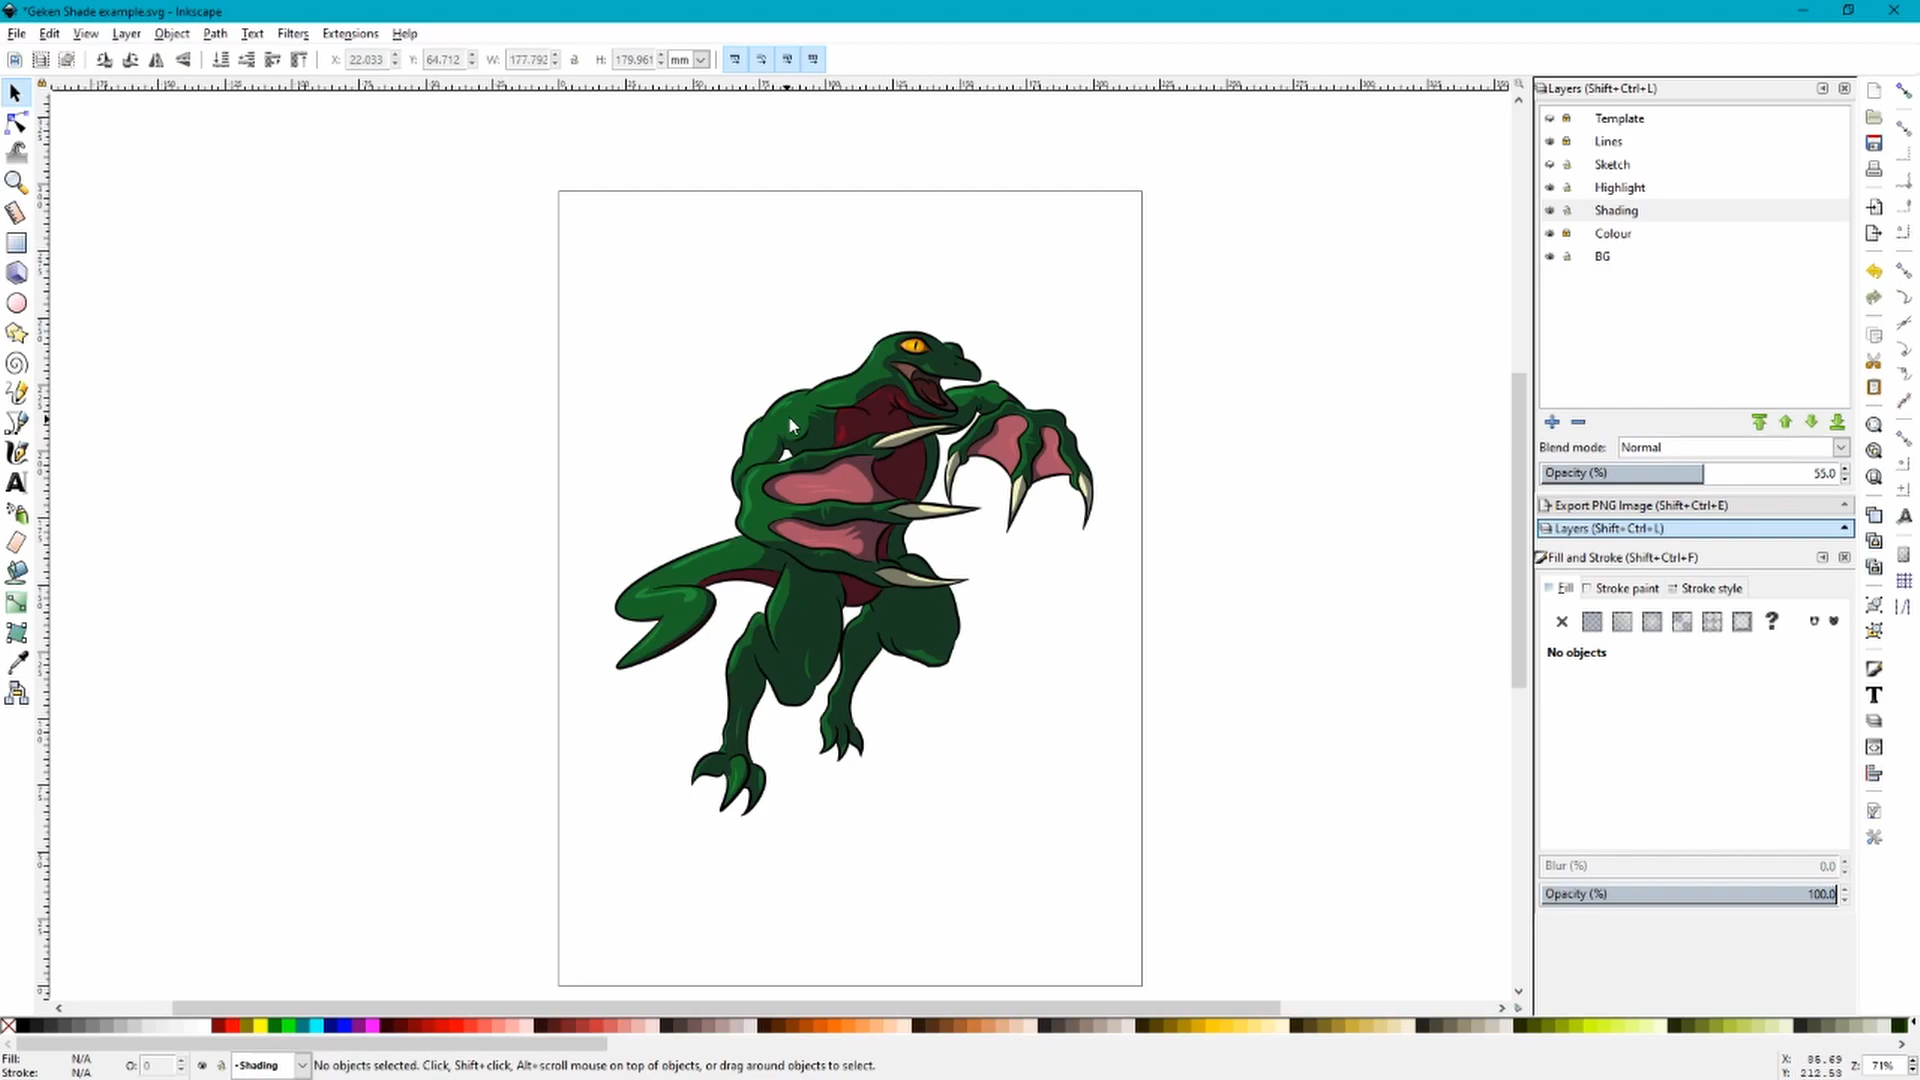 *Geken Shade example.svg - Inkscape
File Edit View Layer Object Path Text Filters Extensions Help
X: 22.033 Y: 64.712 W: 177.792 H: 179.961 mm
Layers (Shift+Ctrl+L)
Template
Lines
Sketch
Highlight
Shading
Colour
BG
Blend mode: Normal
Opacity (%) 55.0
Export PNG Image (Shift+Ctrl+E)
Layers (Shift+Ctrl+L)
Fill and Stroke (Shift+Ctrl+F)
Fill Stroke paint Stroke style
No objects
Blur (%) 0.0
Opacity (%) 100.0
Fill: N/A O: 0 •Shading No objects selected. Click, Shift+click, Alt+scroll mouse on top of objects, or drag around objects to select. X: 86.69 Z: 71%
Stroke: N/A Y: 212.53